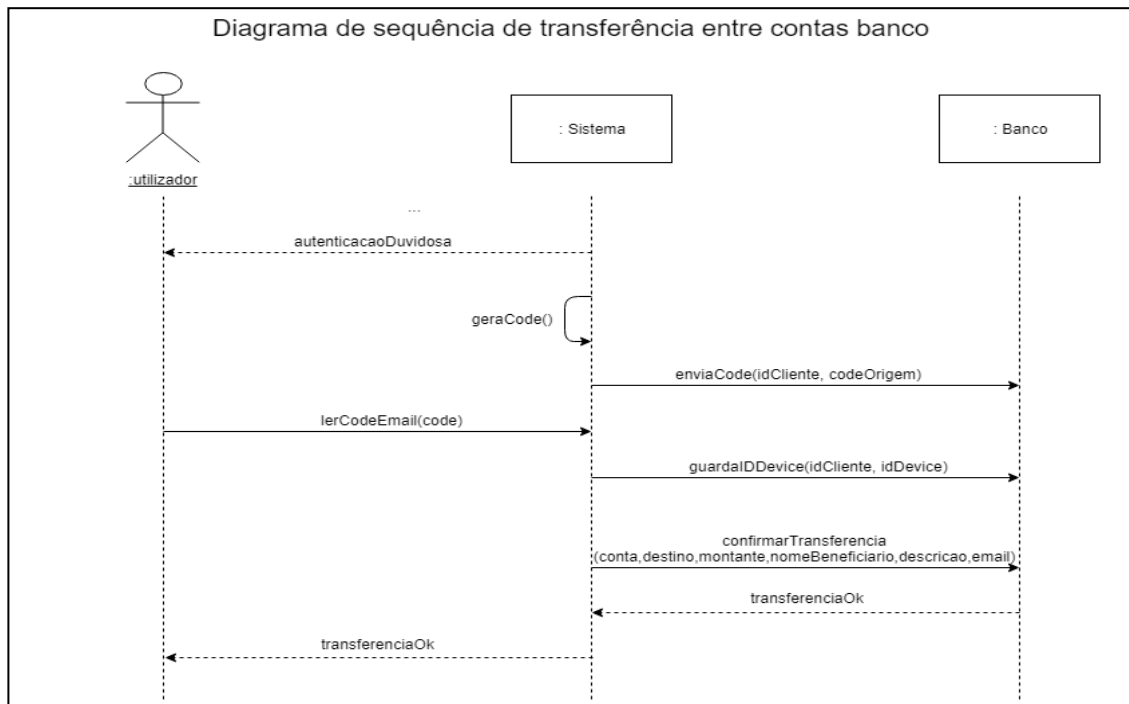 Diagrama de sequência de transferência entre contas banco
: Sistema
: Banco
:utilizador
...
autenticacaoDuvidosa
geraCode()
enviaCode(idCliente, codeOrigem)
lerCodeEmail(code)
guardaIDDevice(idCliente, idDevice)
confirmarTransferencia
(conta,destino,montante,nomeBeneficiario,descricao,email)
transferenciaOk
transferenciaOk